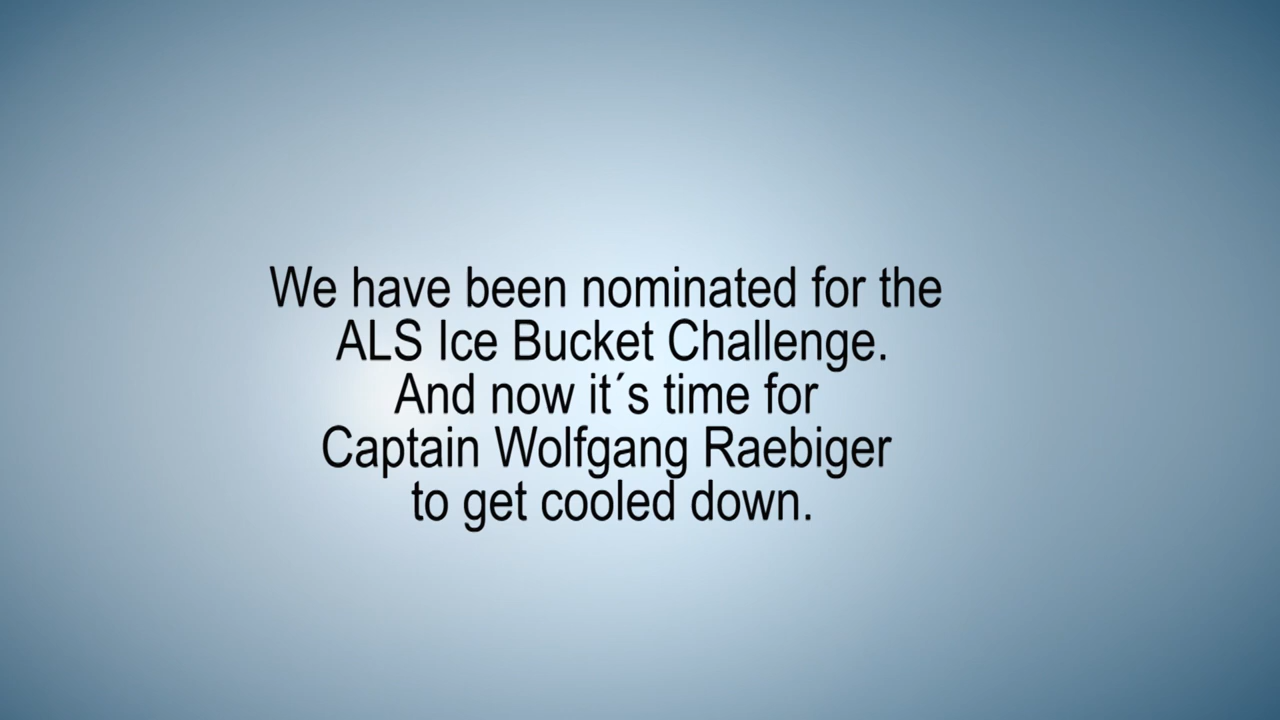 We have been nominated for the
ALS Ice Bucket Challenge.
And now it´s time for
Captain Wolfgang Raebiger
to get cooled down.